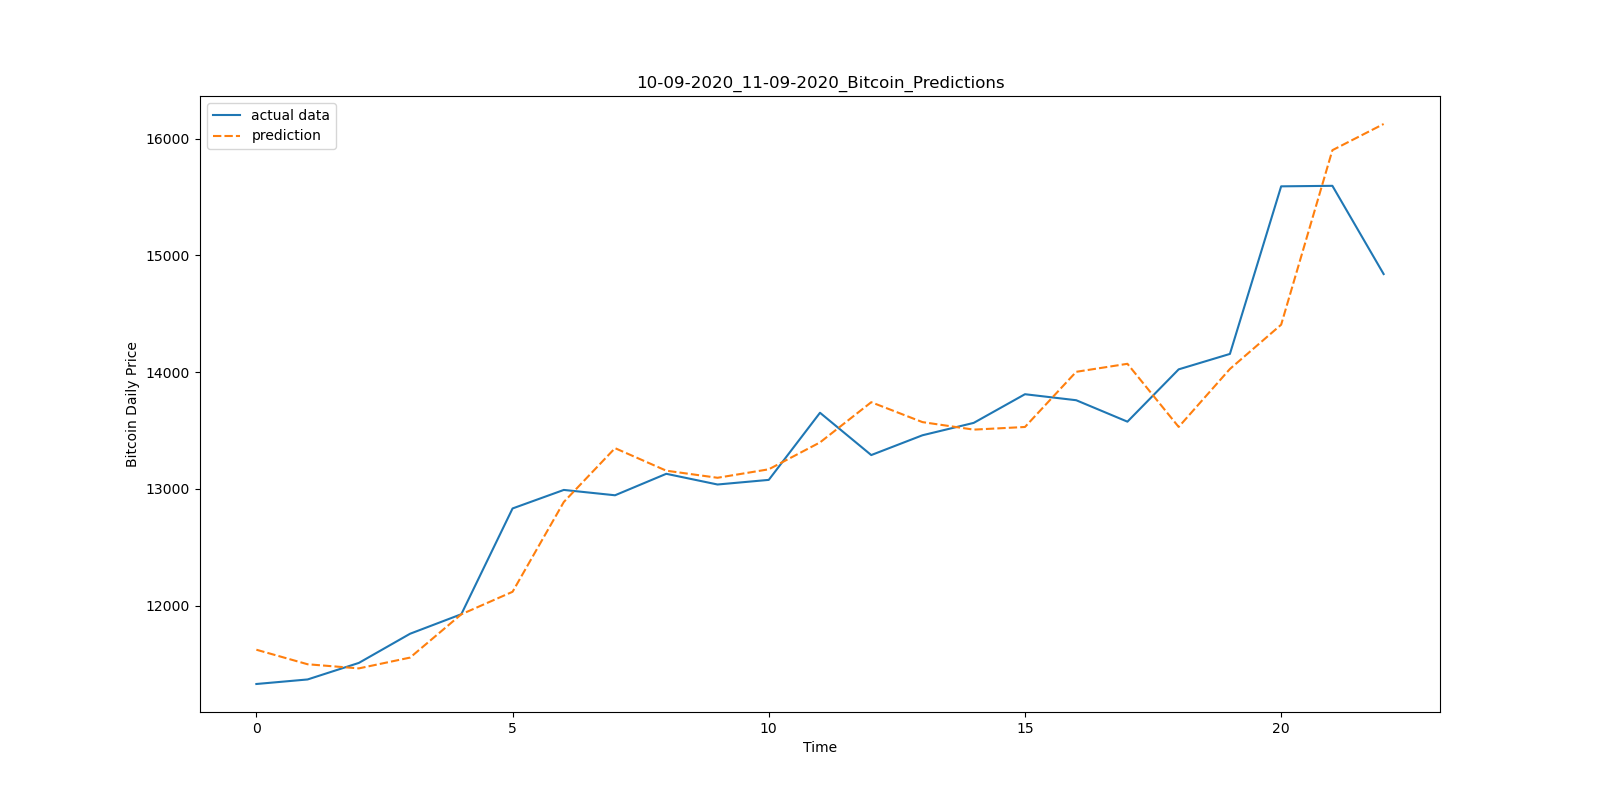 10-09-2020_11-09-2020_Bitcoin_Predictions
actual data
prediction
16000
15000
14000
13000
12000
Bitcoin Daily Price
0 5 10 15 20
Time